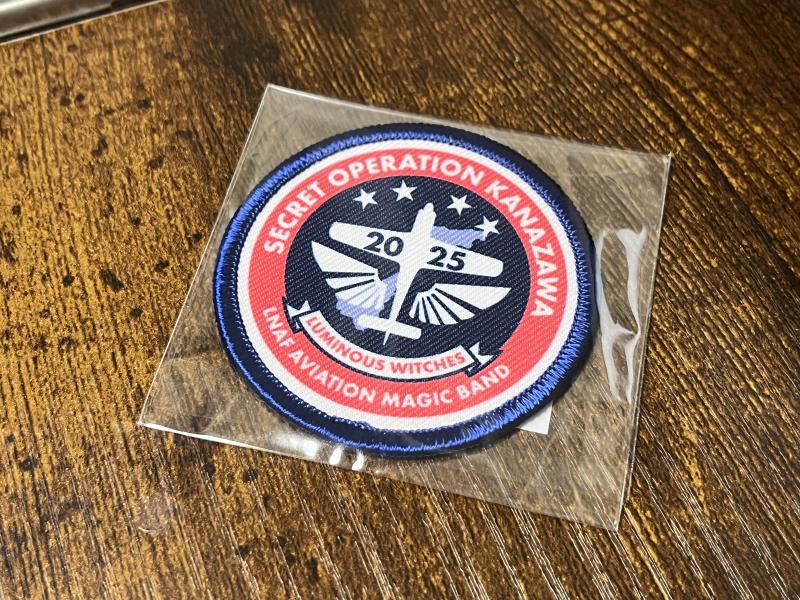 SECRET OPERATION KANAZAWA
20 25
LUMINOUS WITCHES
LNAF AVIATION MAGIC BAND